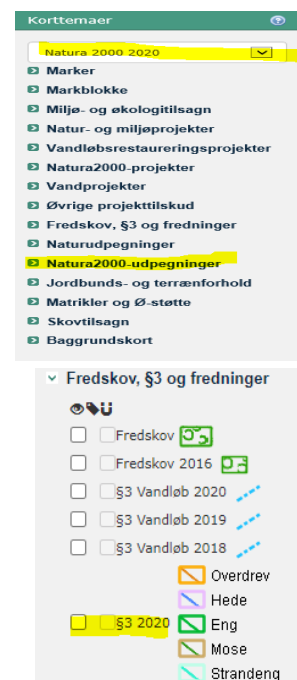 Korttemaer
Natura 2000 2020
Marker
Markblokke
Miljø- og økologitilsagn
Natur- og miljøprojekter
Vandløbsrestaureringsprojekter
Natura2000-projekter
Vandprojekter
Øvrige projekttilskud
Fredskov, §3 og fredninger
Naturudpegninger
Natura2000-udpegninger
Jordbunds- og terrænforhold
Matrikler og Ø-støtte
Skovtilsagn
Baggrundskort
Fredskov, §3 og fredninger
Fredskov
Fredskov 2016
§3 Vandløb 2020
§3 Vandløb 2019
§3 Vandløb 2018
Overdrev
Hede
§3 2020 Eng
Mose
Strandeng